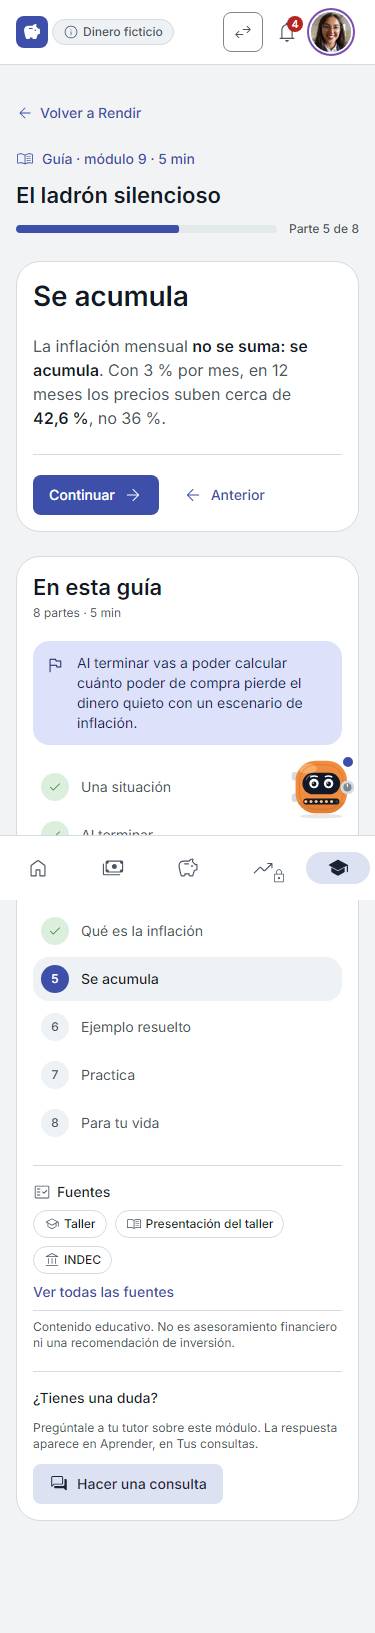 Dinero ficticio
4
Volver a Rendir
Guía · módulo 9 · 5 min
El ladrón silencioso
Parte 5 de 8
Se acumula
La inflación mensual no se suma: se
acumula. Con 3 % por mes, en 12
meses los precios suben cerca de
42,6 %, no 36 %.
Continuar
Anterior
En esta guía
8 partes · 5 min
Al terminar vas a poder calcular
cuánto poder de compra pierde el
dinero quieto con un escenario de
inflación.
Una situación
Al terminar
Qué es la inflación
5 Se acumula
6 Ejemplo resuelto
7 Practica
8 Para tu vida
Fuentes
Taller
Presentación del taller
INDEC
Ver todas las fuentes
Contenido educativo. No es asesoramiento financiero
ni una recomendación de inversión.
¿Tienes una duda?
Pregúntale a tu tutor sobre este módulo. La respuesta
aparece en Aprender, en Tus consultas.
Hacer una consulta